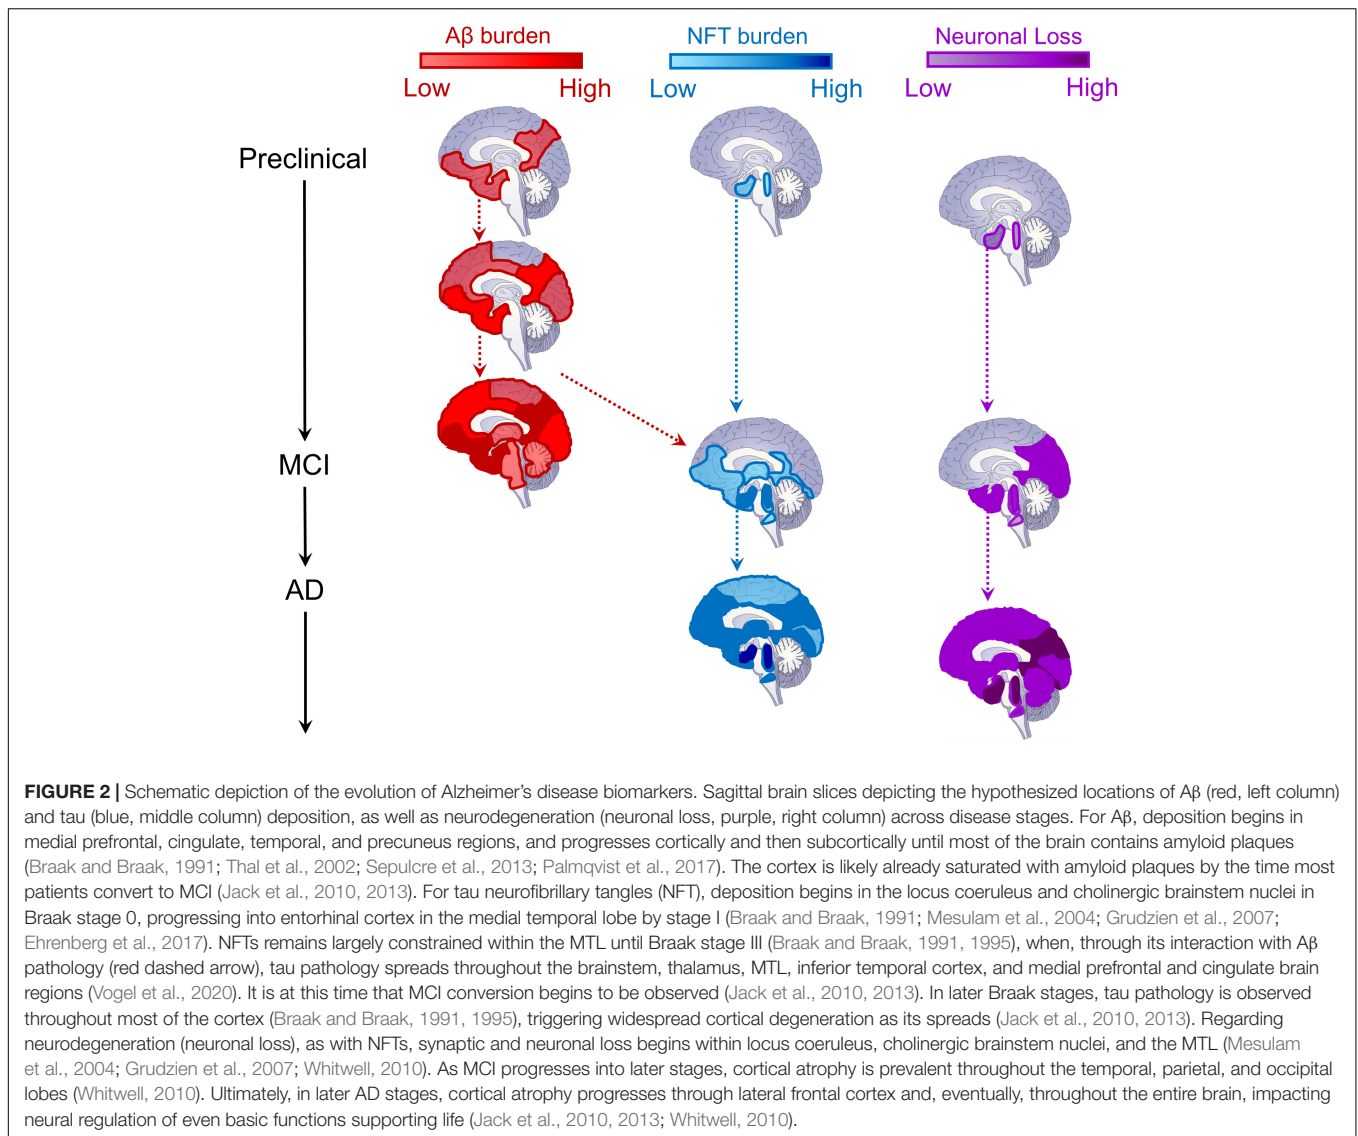 Aβ burden
NFT burden
Neuronal Loss
Low
High
Low
High
Low
High
Preclinical
MCI
AD
FIGURE 2 | Schematic depiction of the evolution of Alzheimer's disease biomarkers. Sagittal brain slices depicting the hypothesized locations of Aβ (red, left column)
and tau (blue, middle column) deposition, as well as neurodegeneration (neuronal loss, purple, right column) across disease stages. For Aβ, deposition begins in
medial prefrontal, cingulate, temporal, and precuneus regions, and progresses cortically and then subcortically until most of the brain contains amyloid plaques
(Braak and Braak, 1991; Thal et al., 2002; Sepulcre et al., 2013; Palmqvist et al., 2017). The cortex is likely already saturated with amyloid plaques by the time most
patients convert to MCI (Jack et al., 2010, 2013). For tau neurofibrillary tangles (NFT), deposition begins in the locus coeruleus and cholinergic brainstem nuclei in
Braak stage 0, progressing into entorhinal cortex in the medial temporal lobe by stage I (Braak and Braak, 1991; Mesulam et al., 2004; Grudzien et al., 2007;
Ehrenberg et al., 2017). NFTs remains largely constrained within the MTL until Braak stage III (Braak and Braak, 1991, 1995), when, through its interaction with Aβ
pathology (red dashed arrow), tau pathology spreads throughout the brainstem, thalamus, MTL, inferior temporal cortex, and medial prefrontal and cingulate brain
regions (Vogel et al., 2020). It is at this time that MCI conversion begins to be observed (Jack et al., 2010, 2013). In later Braak stages, tau pathology is observed
throughout most of the cortex (Braak and Braak, 1991, 1995), triggering widespread cortical degeneration as its spreads (Jack et al., 2010, 2013). Regarding
neurodegeneration (neuronal loss), as with NFTs, synaptic and neuronal loss begins within locus coeruleus, cholinergic brainstem nuclei, and the MTL (Mesulam
et al., 2004; Grudzien et al., 2007; Whitwell, 2010). As MCI progresses into later stages, cortical atrophy is prevalent throughout the temporal, parietal, and occipital
lobes (Whitwell, 2010). Ultimately, in later AD stages, cortical atrophy progresses through lateral frontal cortex and, eventually, throughout the entire brain, impacting
neural regulation of even basic functions supporting life (Jack et al., 2010, 2013; Whitwell, 2010).